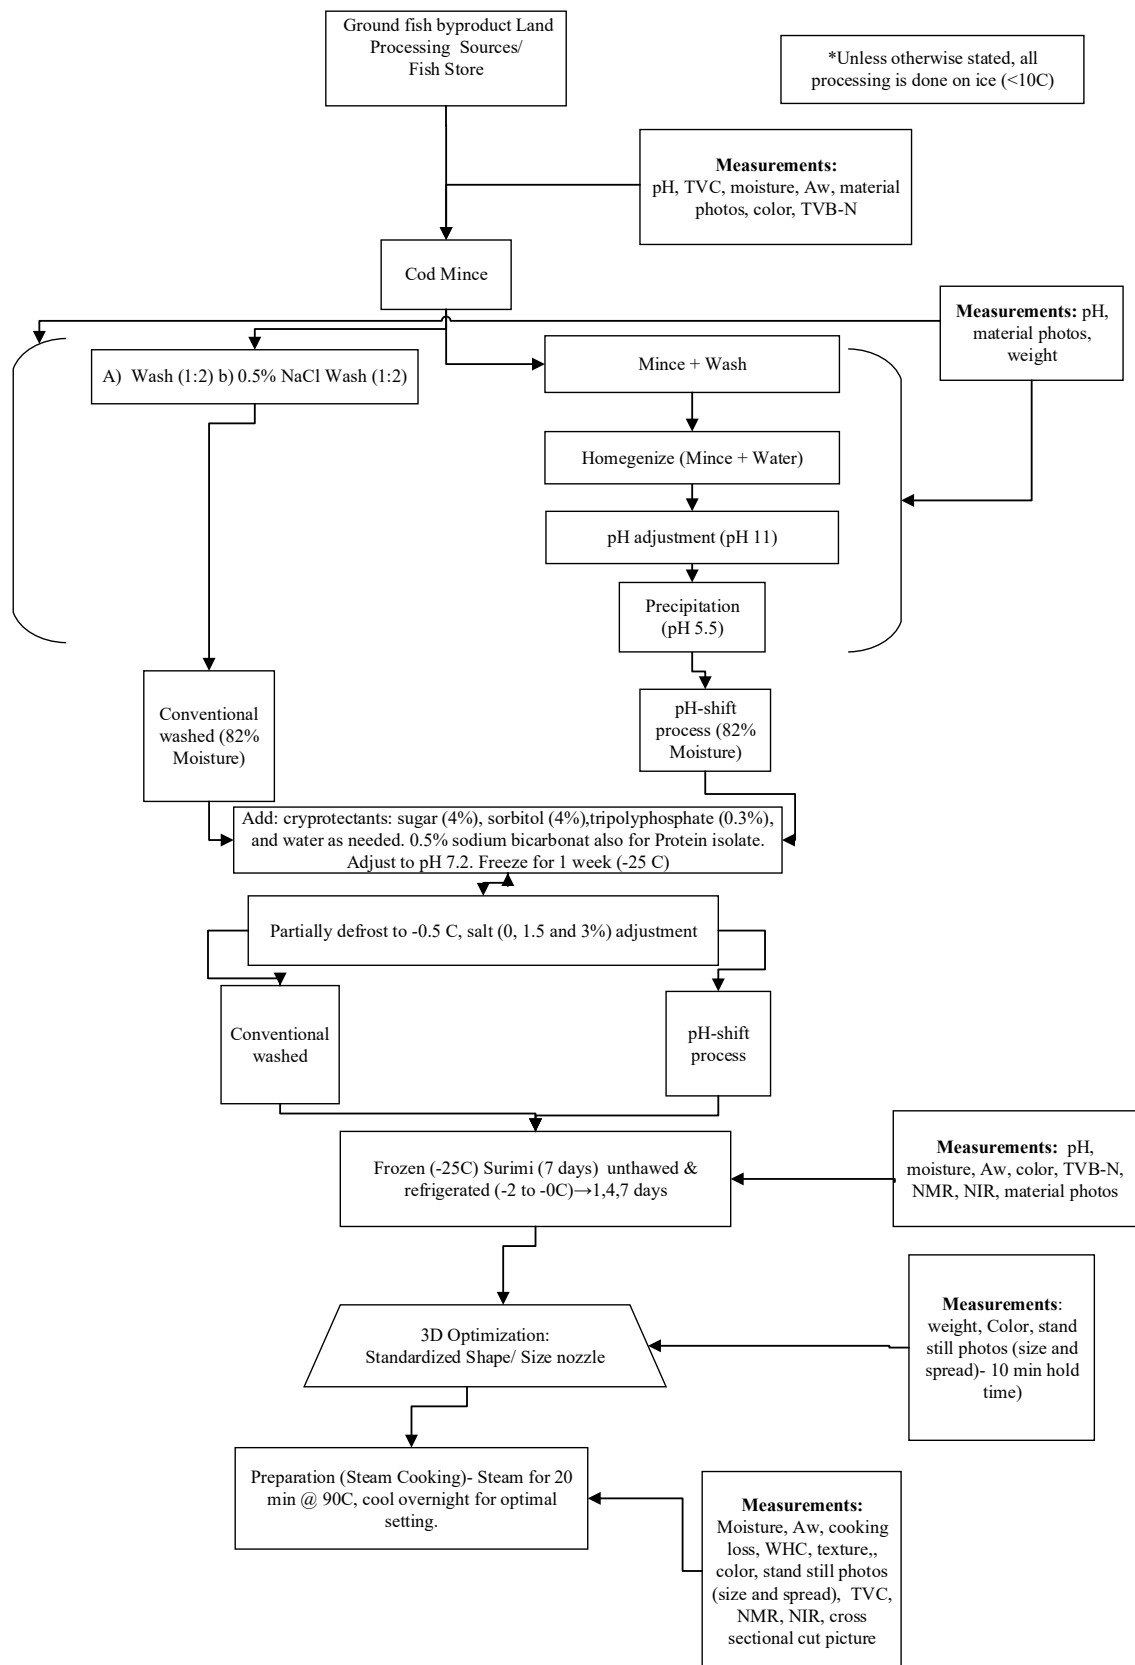 Ground fish byproduct Land
Processing Sources/
Fish Store
*Unless otherwise stated, all
processing is done on ice (<10C)
Measurements:
pH, TVC, moisture, Aw, material
photos, color, TVB-N
Cod Mince
Measurements: pH,
material photos,
weight
A) Wash (1:2) b) 0.5% NaCl Wash (1:2)
Mince + Wash
Homegenize (Mince + Water)
pH adjustment (pH 11)
Precipitation
(pH 5.5)
Conventional
washed (82%
Moisture)
pH-shift
process (82%
Moisture)
Add: cryprotectants: sugar (4%), sorbitol (4%),tripolyphosphate (0.3%),
and water as needed. 0.5% sodium bicarbonat also for Protein isolate.
Adjust to pH 7.2. Freeze for 1 week (-25 C)
Partially defrost to -0.5 C, salt (0, 1.5 and 3%) adjustment
Conventional
washed
pH-shift
process
Frozen (-25C) Surimi (7 days) unthawed &
refrigerated (-2 to -0C)→1,4,7 days
Measurements: pH,
moisture, Aw, color, TVB-N,
NMR, NIR, material photos
3D Optimization:
Standardized Shape/ Size nozzle
Measurements:
weight, Color, stand
still photos (size and
spread)- 10 min hold
time)
Preparation (Steam Cooking)- Steam for 20
min @ 90C, cool overnight for optimal
setting.
Measurements:
Moisture, Aw, cooking
loss, WHC, texture,,
color, stand still photos
(size and spread), TVC,
NMR, NIR, cross
sectional cut picture